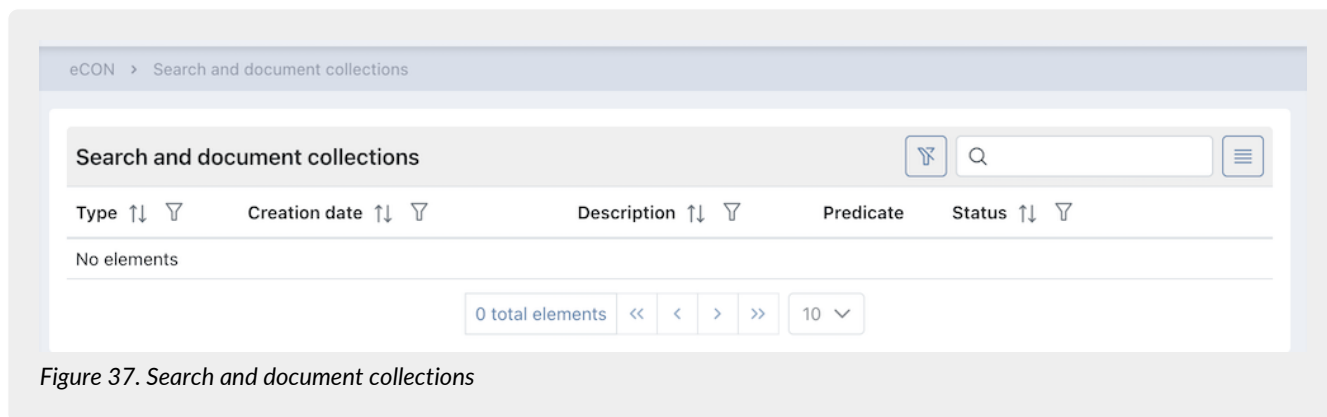 eCON > Search and document collections
Search and document collections
Type Creation date Description Predicate Status
No elements
0 total elements << < > >> 10
Figure 37. Search and document collections